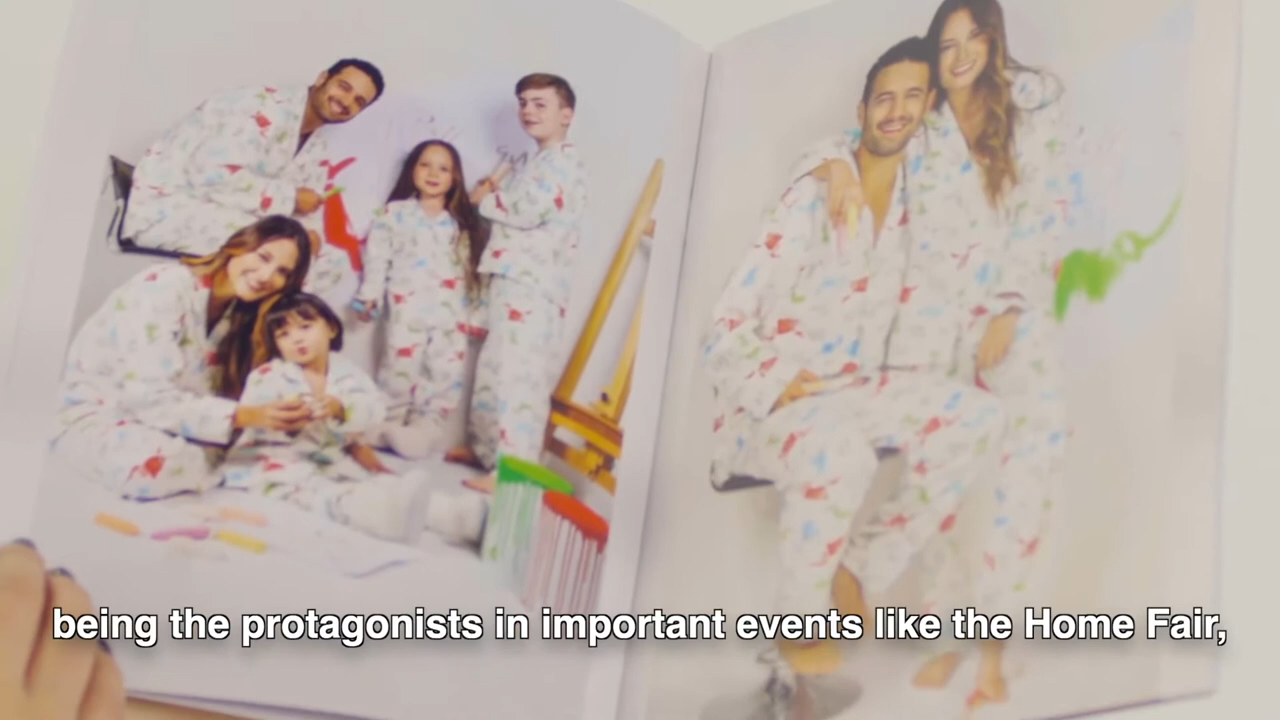 being the protagonists in important events like the Home Fair,